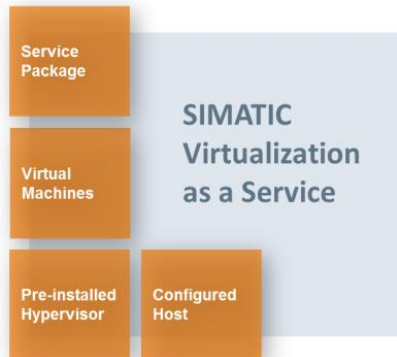 Service
Package
SIMATIC
Virtualization
as a Service
Virtual
Machines
Pre-installed
Hypervisor
Configured
Host